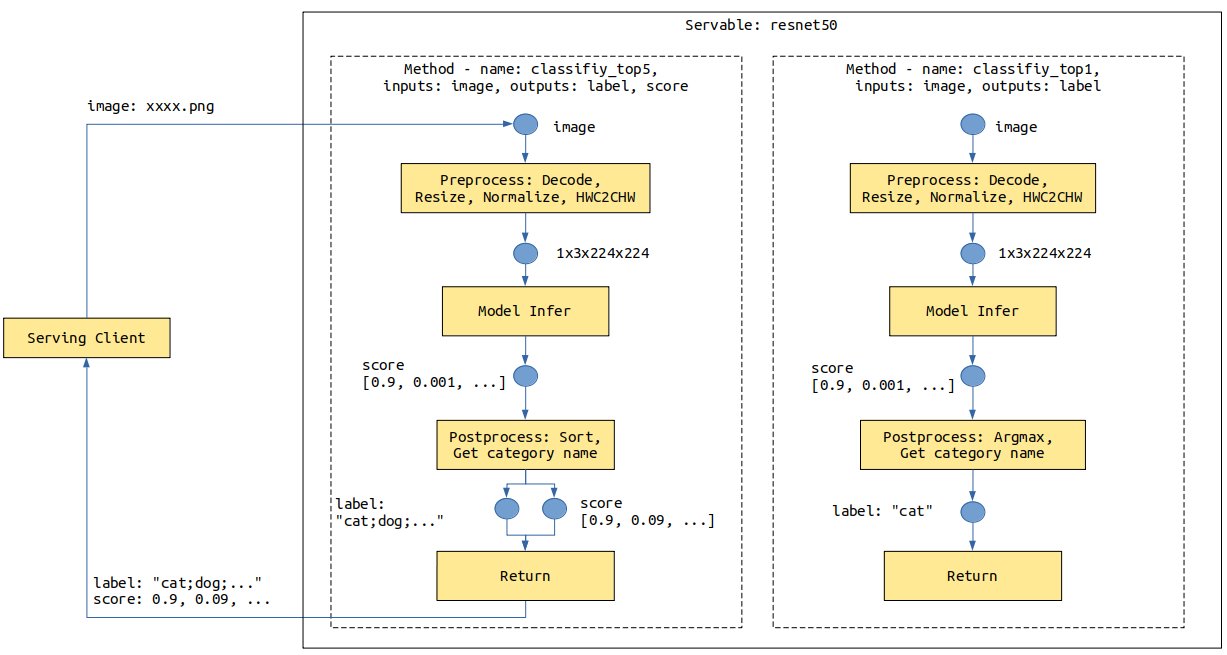 Servable: resnet50
Method - name: classifiy_top5,
inputs: image, outputs: label, score
image: xxxx.png
image
Preprocess: Decode,
Resize, Normalize, HWC2CHW
1x3x224x224
Model Infer
Serving Client
score
[0.9, 0.001, ...]
Postprocess: Sort,
Get category name
label:
"cat;dog;..."
score
[0.9, 0.09, ...]
Return
label: "cat;dog;..."
score: 0.9, 0.09, ...
Method - name: classifiy_top1,
inputs: image, outputs: label
image
Preprocess: Decode,
Resize, Normalize, HWC2CHW
1x3x224x224
Model Infer
score
[0.9, 0.001, ...]
Postprocess: Argmax,
Get category name
label: "cat"
Return